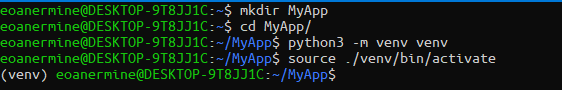 eoanermine@DESKTOP-9T8JJ1C:~$ mkdir MyApp
eoanermine@DESKTOP-9T8JJ1C:~$ cd MyApp/
eoanermine@DESKTOP-9T8JJ1C:~/MyApp$ python3 -m venv venv
eoanermine@DESKTOP-9T8JJ1C:~/MyApp$ source ./venv/bin/activate
(venv) eoanermine@DESKTOP-9T8JJ1C:~/MyApp$